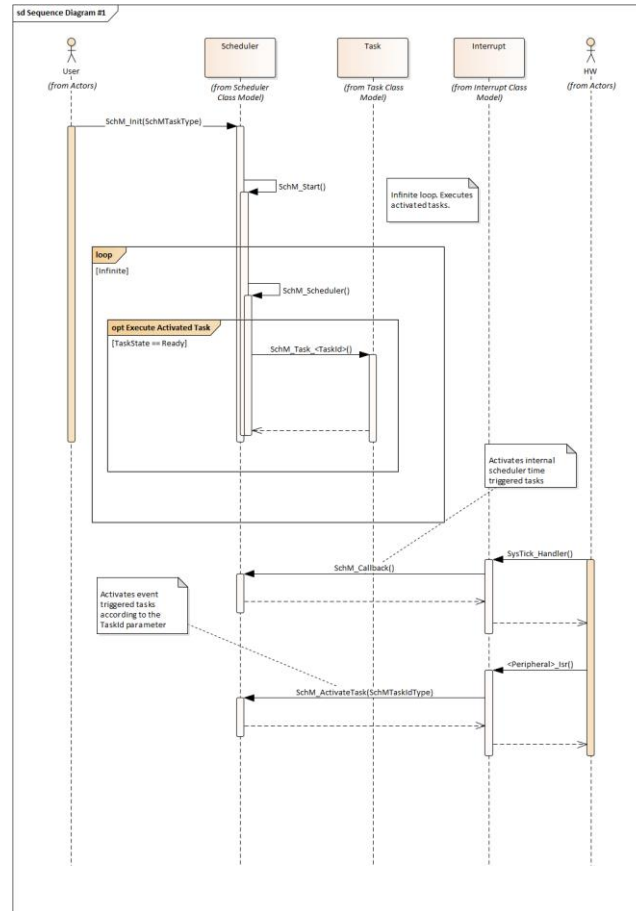 sd Sequence Diagram #1
User
(from Actors)
Scheduler
(from Scheduler
Class Model)
Task
(from Task Class
Model)
Interrupt
(from Interrupt Class
Model)
HW
(from Actors)
SchM_Init(SchMTaskType)
SchM_Start()
Infinite loop. Executes
activated tasks.
loop
[Infinite]
SchM_Scheduler()
opt Execute Activated Task
[TaskState == Ready]
SchM_Task_<TaskId>()
Activates internal
scheduler time
triggered tasks
SysTick_Handler()
SchM_Callback()
Activates event
triggered tasks
according to the
TaskId parameter
<Peripheral>_Isr()
SchM_ActivateTask(SchMTaskIdType)